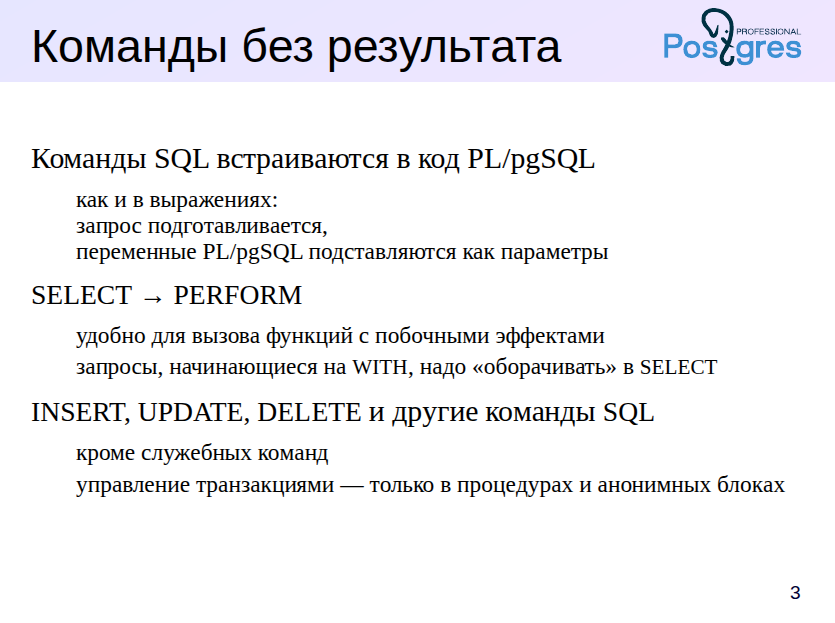 Команды без результата
PROFESSIONAL
Postgres
Команды SQL встраиваются в код PL/pgSQL
как и в выражениях:
запрос подготавливается,
переменные PL/pgSQL подставляются как параметры
SELECT → PERFORM
удобно для вызова функций с побочными эффектами
запросы, начинающиеся на WITH, надо «оборачивать» в SELECT
INSERT, UPDATE, DELETE и другие команды SQL
кроме служебных команд
управление транзакциями — только в процедурах и анонимных блоках
3